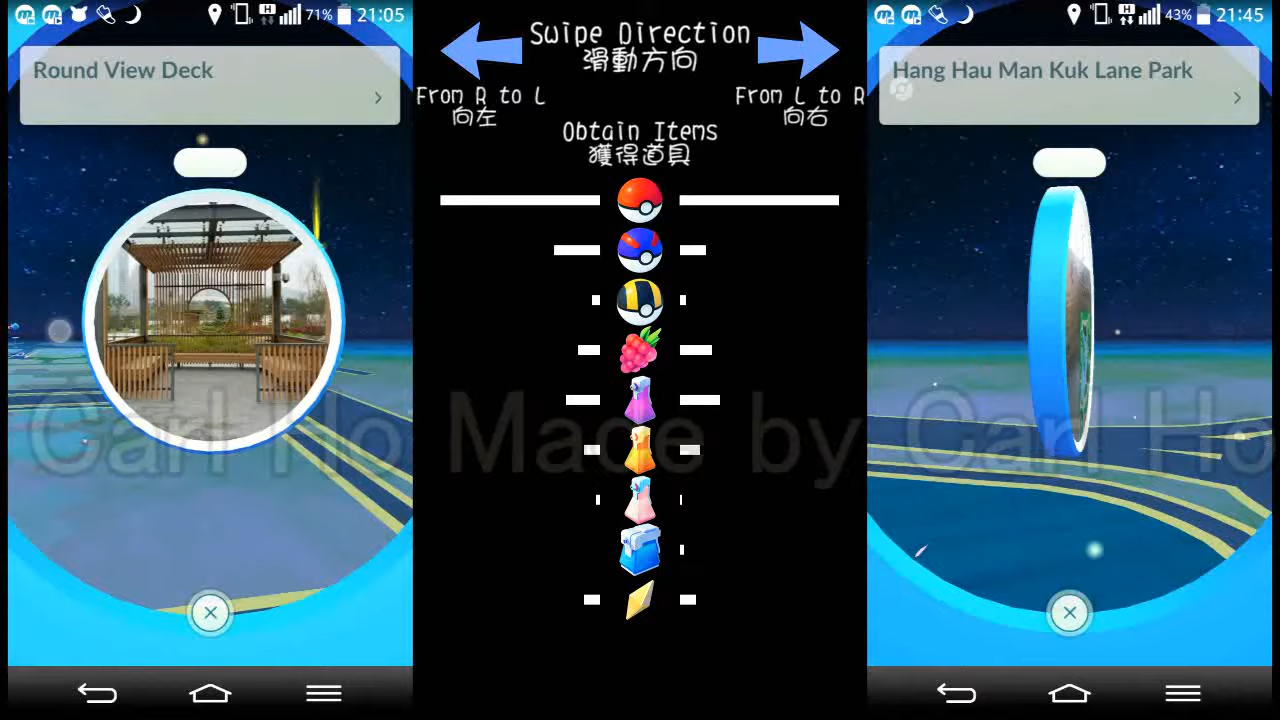 71% 21:05
Round View Deck
Swipe Direction
滑動方向
From R to L
向左
From L to R
向右
Obtain Items
獲得道具
H 43% 21:45
Hang Hau Man Kuk Lane Park
Carl Ho Made by Carl Ho